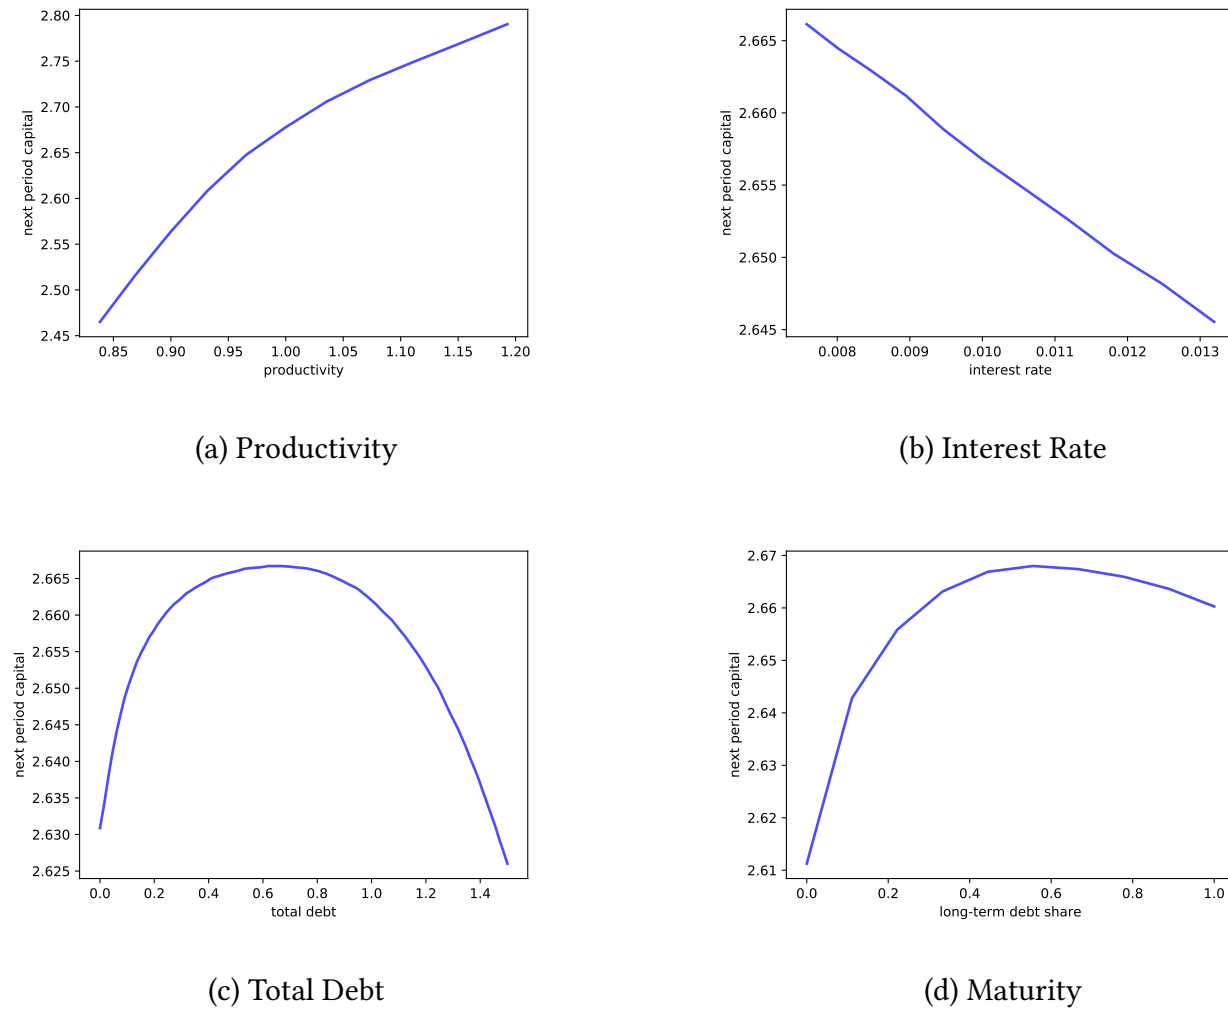 2.80
2.75
2.70
2.65
2.60
2.55
2.50
2.45
next period capital
0.85 0.90 0.95 1.00 1.05 1.10 1.15 1.20
productivity
(a) Productivity
2.665
2.660
2.655
2.650
2.645
next period capital
0.008 0.009 0.010 0.011 0.012 0.013
interest rate
(b) Interest Rate
2.665
2.660
2.655
2.650
2.645
2.640
2.635
2.630
2.625
next period capital
0.0 0.2 0.4 0.6 0.8 1.0 1.2 1.4
total debt
(c) Total Debt
2.67
2.66
2.65
2.64
2.63
2.62
2.61
next period capital
0.0 0.2 0.4 0.6 0.8 1.0
long-term debt share
(d) Maturity